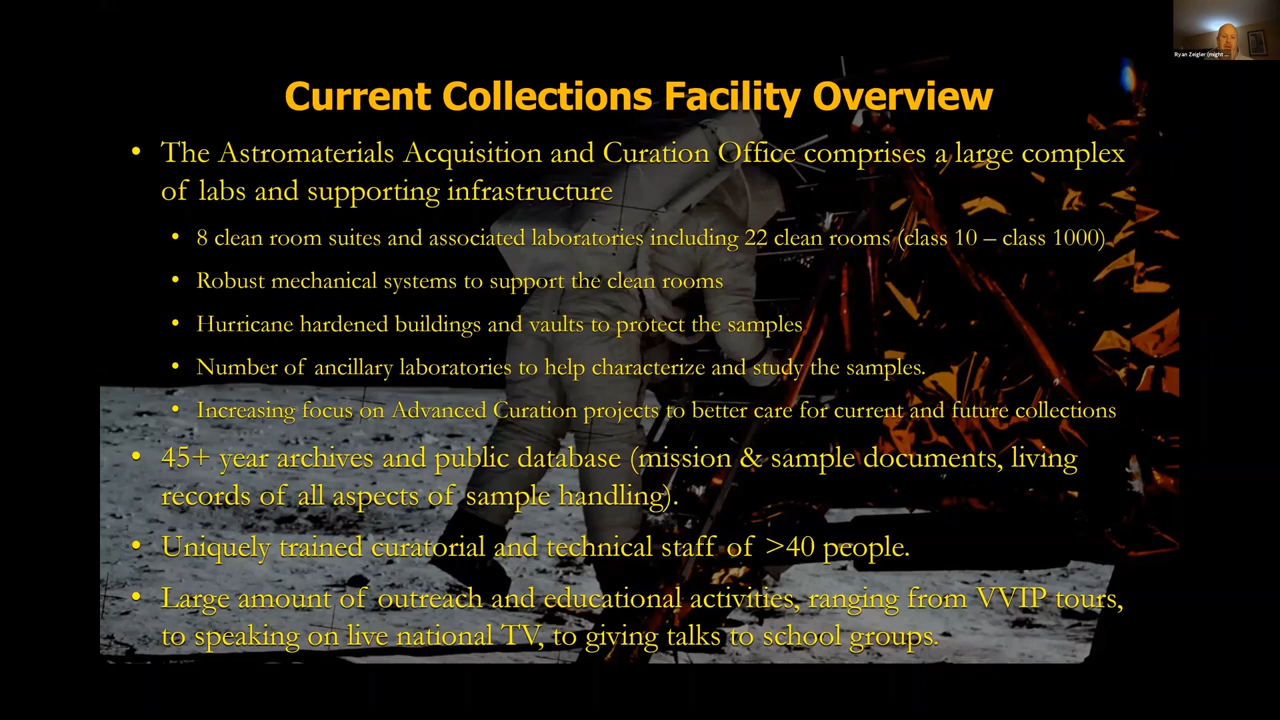 Ryan Zeigler (might ...
Current Collections Facility Overview
• The Astromaterials Acquisition and Curation Office comprises a large complex
of labs and supporting infrastructure
• 8 clean room suites and associated laboratories including 22 clean rooms (class 10 – class 1000)
• Robust mechanical systems to support the clean rooms
• Hurricane hardened buildings and vaults to protect the samples
• Number of ancillary laboratories to help characterize and study the samples.
• Increasing focus on Advanced Curation projects to better care for current and future collections
• 45+ year archives and public database (mission & sample documents, living
records of all aspects of sample handling).
• Uniquely trained curatorial and technical staff of >40 people.
• Large amount of outreach and educational activities, ranging from VVIP tours,
to speaking on live national TV, to giving talks to school groups.